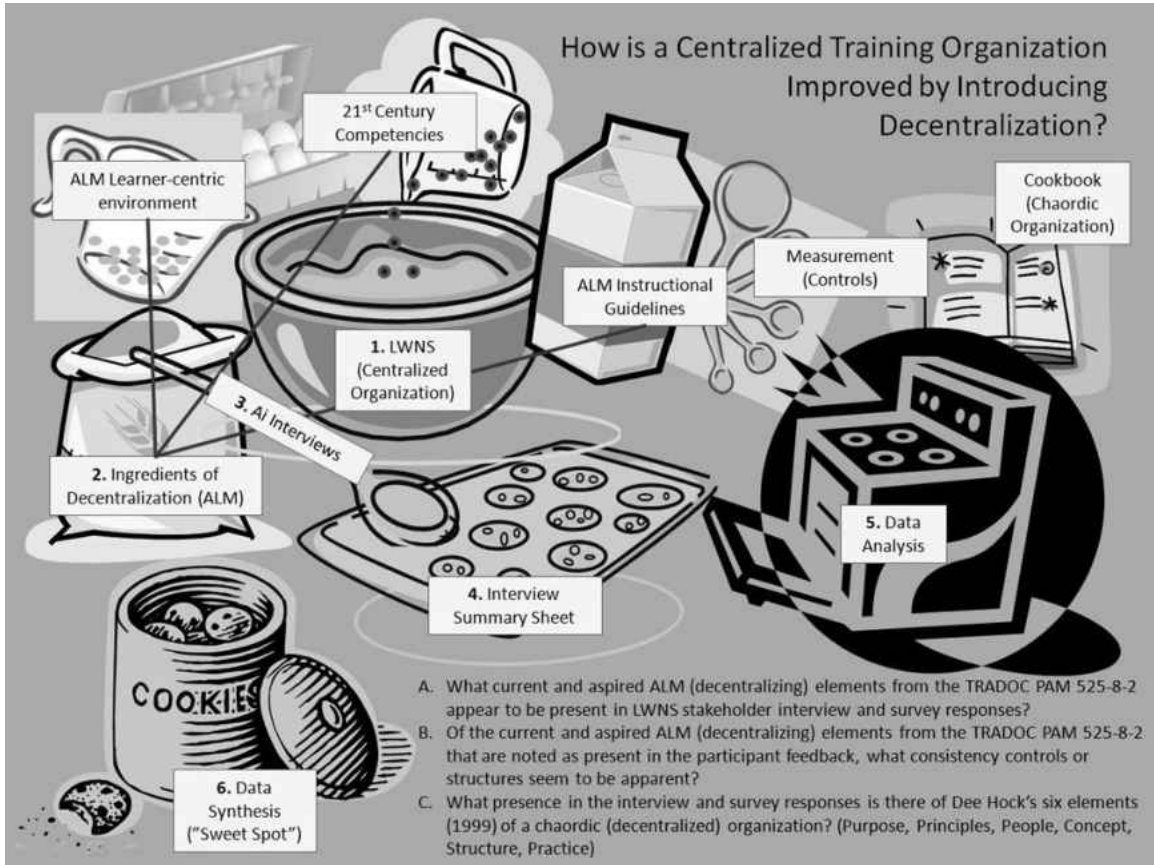 How is a Centralized Training Organization
Improved by Introducing
Decentralization?
21st Century
Competencies
ALM Learner-centric
environment
Cookbook
(Chaordic
Organization)
Measurement
(Controls)
ALM Instructional
Guidelines
1. LWNS
(Centralized
Organization)
3. Ai Interviews
2. Ingredients of
Decentralization (ALM)
5. Data
Analysis
4. Interview
Summary Sheet
COOKIES
6. Data
Synthesis
("Sweet Spot")
A. What current and aspired ALM (decentralizing) elements from the TRADOC PAM 525-8-2
appear to be present in LWNS stakeholder interview and survey responses?
B. Of the current and aspired ALM (decentralizing) elements from the TRADOC PAM 525-8-2
that are noted as present in the participant feedback, what consistency controls or
structures seem to be apparent?
C. What presence in the interview and survey responses is there of Dee Hock's six elements
(1999) of a chaordic (decentralized) organization? (Purpose, Principles, People, Concept,
Structure, Practice)